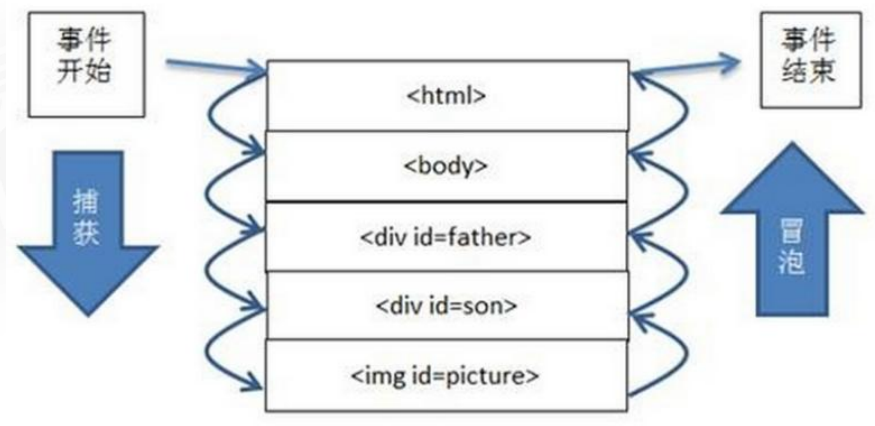 事件
开始
事件
结束
<html>
<body>
<div id=father>
<div id=son>
<img id=picture>
捕
获
冒
泡